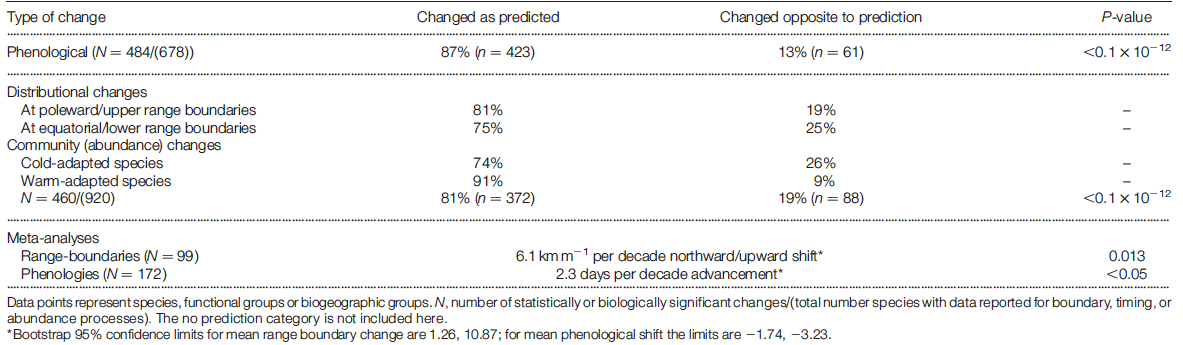 Type of change Changed as predicted Changed opposite to prediction P-value
Phenological (N = 484/(678)) 87% (n = 423) 13% (n = 61) <0.1 × 10⁻¹²
Distributional changes
At poleward/upper range boundaries 81% 19% –
At equatorial/lower range boundaries 75% 25% –
Community (abundance) changes
Cold-adapted species 74% 26% –
Warm-adapted species 91% 9% –
N = 460/(920) 81% (n = 372) 19% (n = 88) <0.1 × 10⁻¹²
Meta-analyses
Range-boundaries (N = 99) 6.1 km m⁻¹ per decade northward/upward shift* 0.013
Phenologies (N = 172) 2.3 days per decade advancement* <0.05
Data points represent species, functional groups or biogeographic groups. N, number of statistically or biologically significant changes/(total number species with data reported for boundary, timing, or
abundance processes). The no prediction category is not included here.
*Bootstrap 95% confidence limits for mean range boundary change are 1.26, 10.87; for mean phenological shift the limits are −1.74, −3.23.